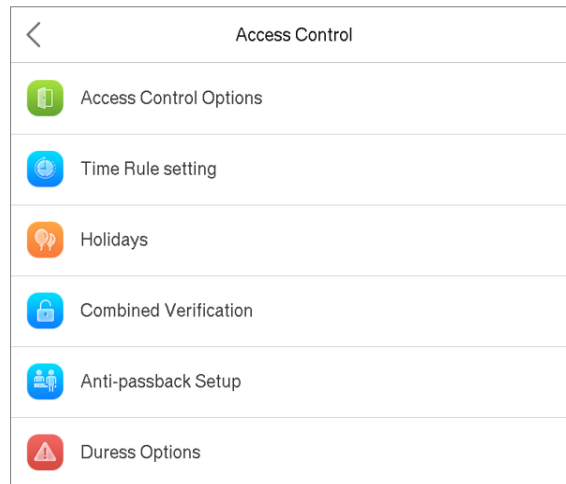 Access Control
Access Control Options
Time Rule setting
Holidays
Combined Verification
Anti-passback Setup
Duress Options